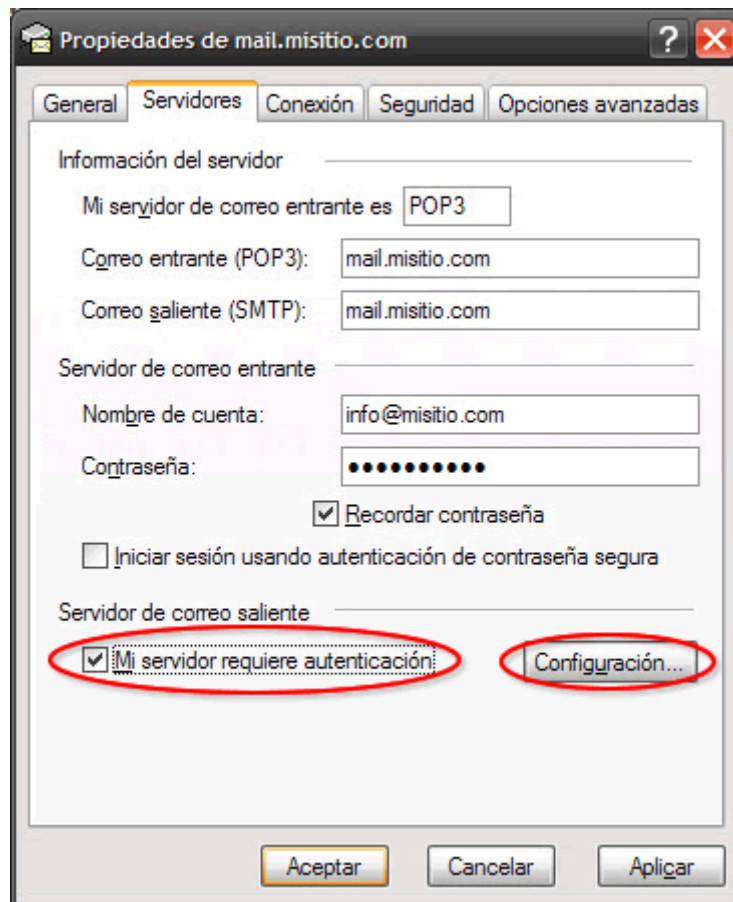 Propiedades de mail.misitio.com
General Servidores Conexión Seguridad Opciones avanzadas
Información del servidor
Mi servidor de correo entrante es POP3
Correo entrante (POP3): mail.misitio.com
Correo saliente (SMTP): mail.misitio.com
Servidor de correo entrante
Nombre de cuenta: info@misitio.com
Contraseña: ●●●●●●●●●●
Recordar contraseña
Iniciar sesión usando autenticación de contraseña segura
Servidor de correo saliente
Mi servidor requiere autenticación Configuración...
Aceptar Cancelar Aplicar